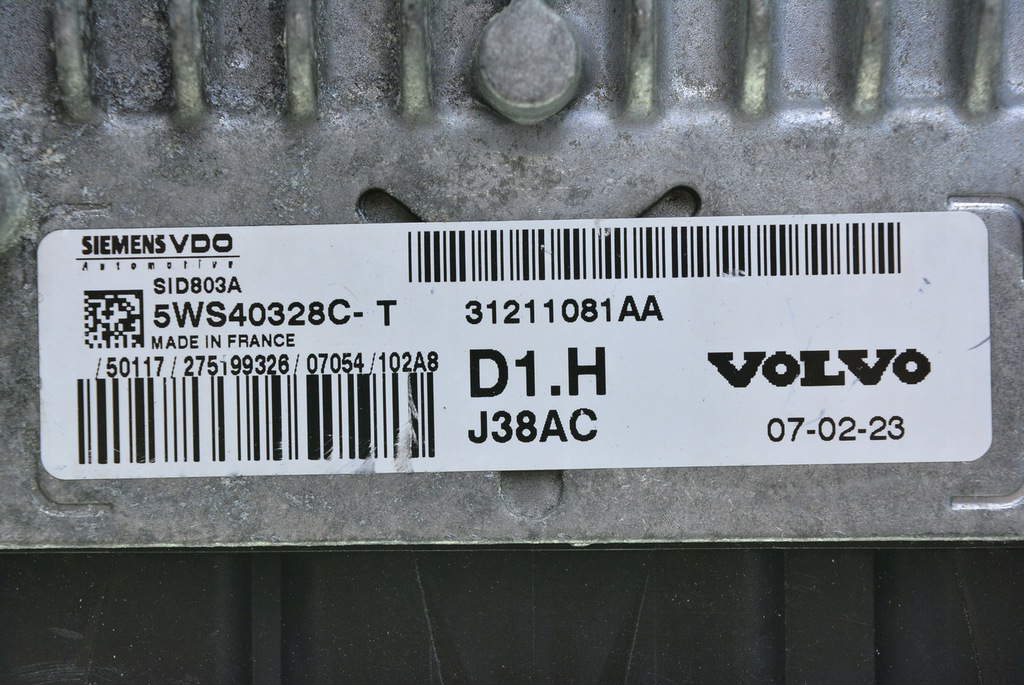 SIEMENS VDO
Automotive
SID803A
5WS40328C- T
MADE IN FRANCE
/50117/275199326/07054/102A8
31211081AA
D1.H
J38AC
VOLVO
07-02-23